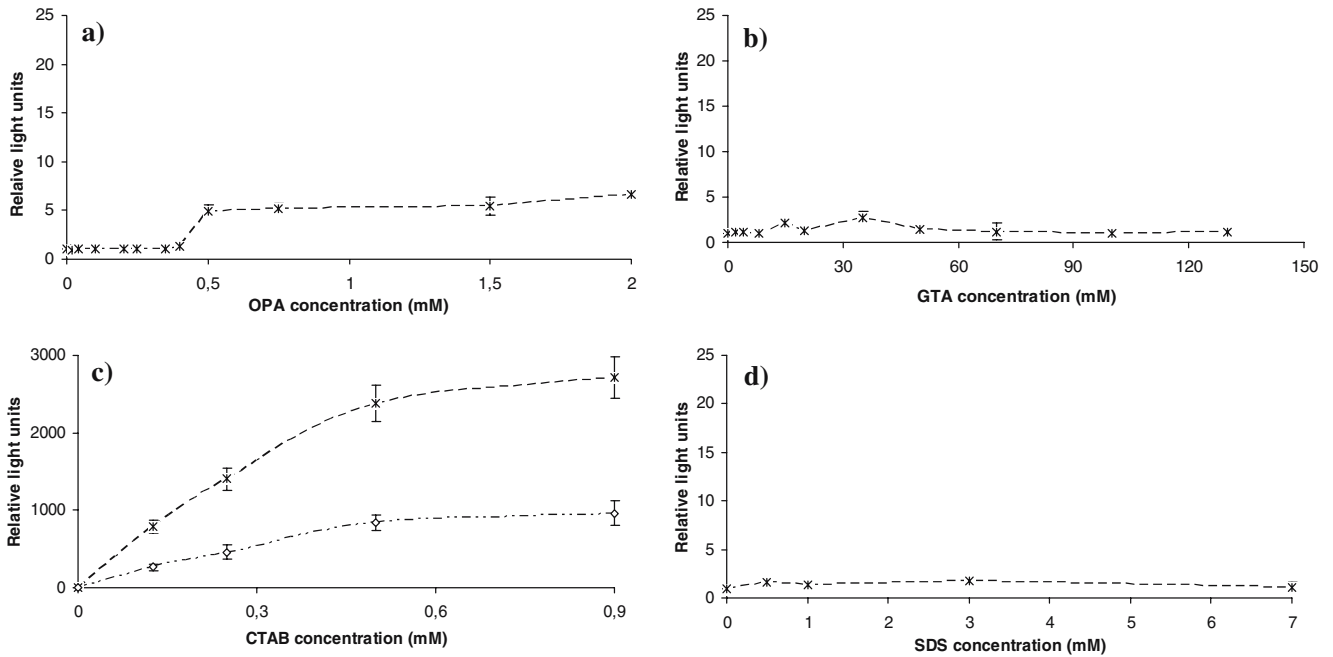 a)
25
20
15
10
5
0
Relaive light units
0 0,5 1 1,5 2
OPA concentration (mM)
b)
25
20
15
10
5
0
Relative light units
0 30 60 90 120 150
GTA concentration (mM)
c)
3000
2000
1000
0
Relative light units
0 0,3 0,6 0,9
CTAB concentration (mM)
d)
25
20
15
10
5
0
Relative light units
0 1 2 3 4 5 6 7
SDS concentration (mM)